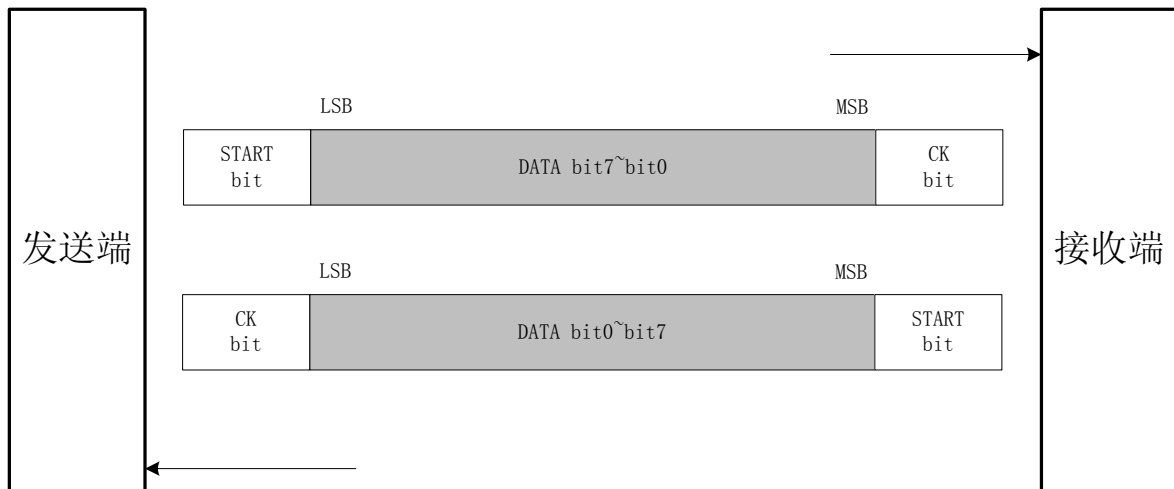 LSB
MSB
START
bit
DATA bit7~bit0
CK
bit
发送端
接收端
LSB
MSB
CK
bit
DATA bit0~bit7
START
bit